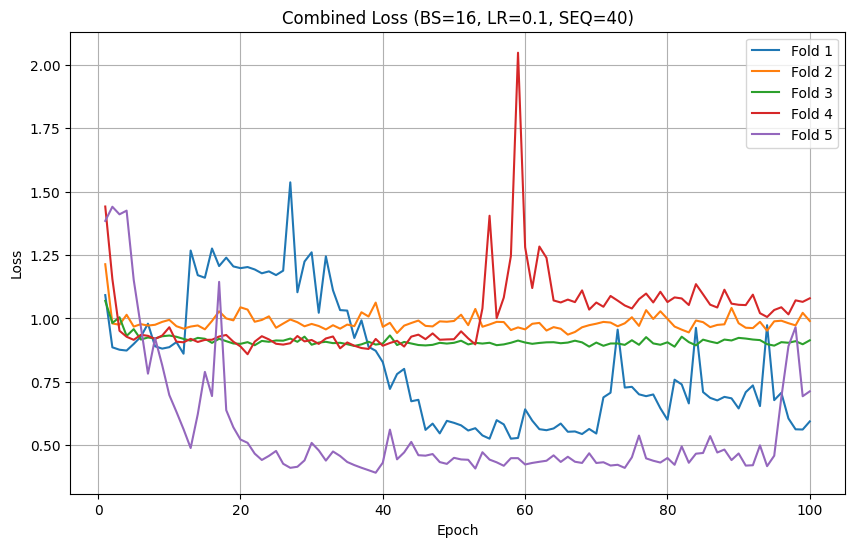 Combined Loss (BS=16, LR=0.1, SEQ=40)
Fold 1
Fold 2
Fold 3
Fold 4
Fold 5
Loss
2.00
1.75
1.50
1.25
1.00
0.75
0.50
0
20
40
60
80
100
Epoch